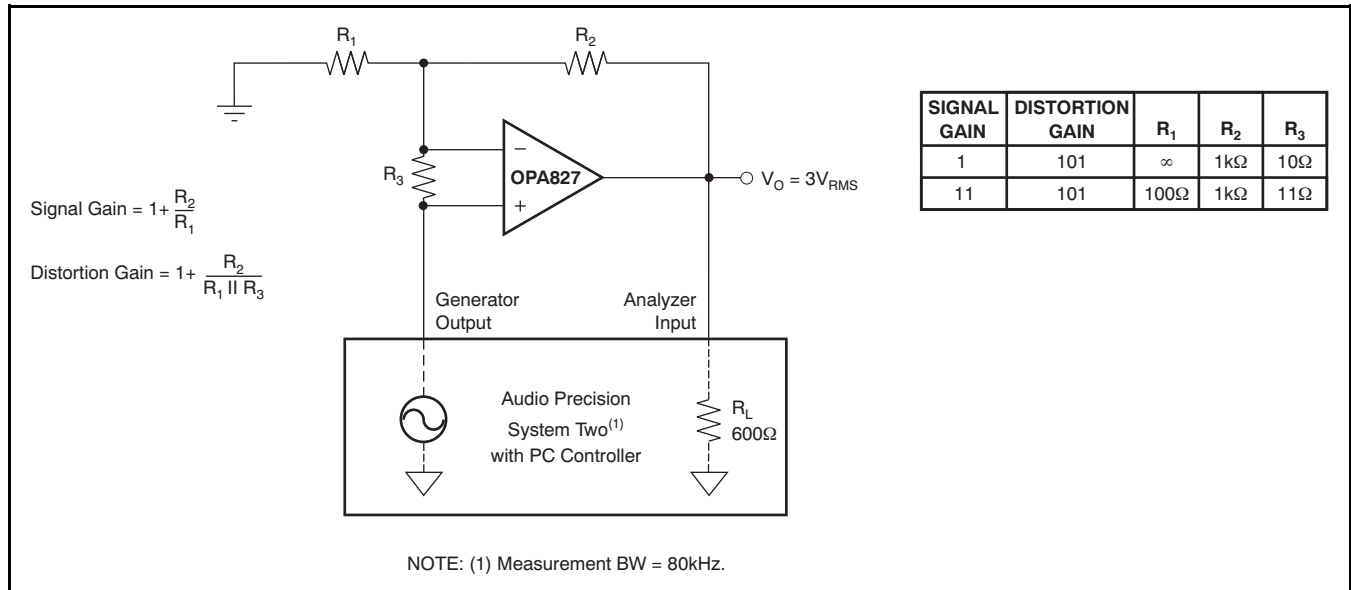 R1
R2
R3
−
OPA827
+
VO = 3VRMS
Signal Gain = 1+ R2/R1
Distortion Gain = 1+ R2/(R1 II R3)
Generator
Output
Analyzer
Input
Audio Precision
System Two(1)
with PC Controller
RL
600Ω
NOTE: (1) Measurement BW = 80kHz.
SIGNAL GAIN DISTORTION GAIN R1 R2 R3
1 101 ∞ 1kΩ 10Ω
11 101 100Ω 1kΩ 11Ω